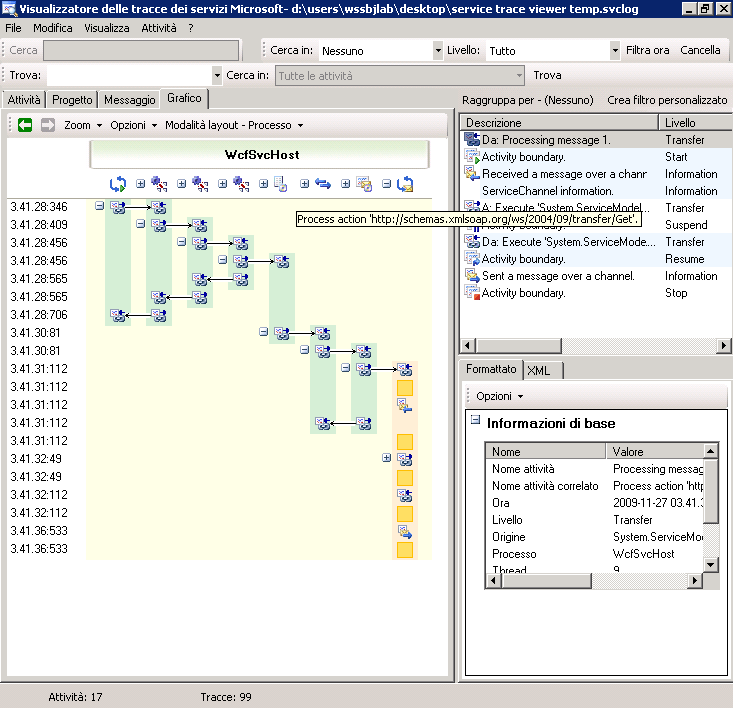 Visualizzatore delle tracce dei servizi Microsoft- d:\users\wssbjlab\desktop\service trace viewer temp.svclog
File Modifica Visualizza Attività ?
Cerca Cerca in: Nessuno Livello: Tutto Filtra ora Cancella
Trova: Cerca in: Tutte le attività Trova
Attività Progetto Messaggio Grafico
Zoom Opzioni Modalità layout - Processo
WcfSvcHost
3.41.28:346
3.41.28:409
3.41.28:456
3.41.28:456
3.41.28:565
3.41.28:565
3.41.28:706
3.41.30:81
3.41.30:81
3.41.31:112
3.41.31:112
3.41.31:112
3.41.31:112
3.41.31:112
3.41.32:49
3.41.32:49
3.41.32:112
3.41.32:112
3.41.36:533
3.41.36:533
Process action 'http://schemas.xmlsoap.org/ws/2004/09/transfer/Get'.
Raggruppa per - (Nessuno) Crea filtro personalizzato
Descrizione Livello
Da: Processing message 1. Transfer
Activity boundary. Start
Received a message over a chann Information
ServiceChannel information. Information
A: Execute 'System.ServiceModel... Transfer
Activity boundary. Suspend
Da: Execute 'System.ServiceMode... Transfer
Activity boundary. Resume
Sent a message over a channel. Information
Activity boundary. Stop
Formattato XML
Opzioni
Informazioni di base
Nome Valore
Nome attività Processing messag
Nome attività correlato Process action 'http
Ora 2009-11-27 03.41.3
Livello Transfer
Origine System.ServiceMo
Processo WcfSvcHost
Thread 9
Attività: 17 Tracce: 99